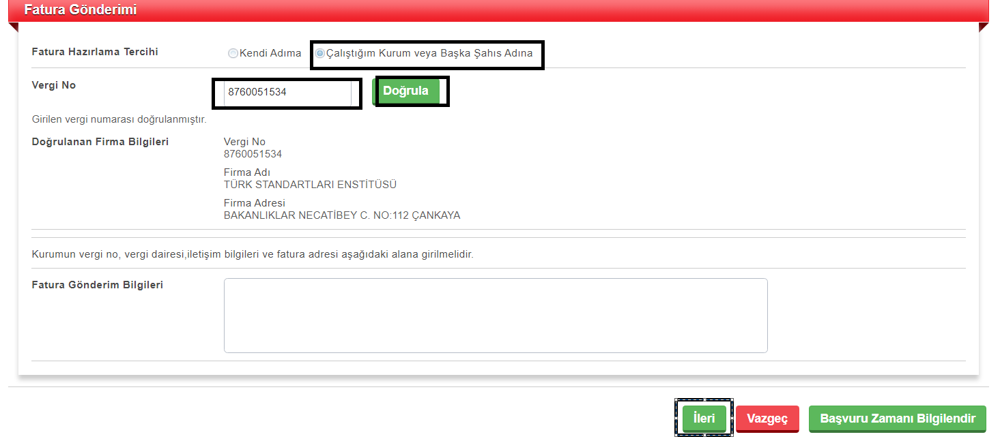 Fatura Gönderimi
Fatura Hazırlama Tercihi
Kendi Adıma
Çalıştığım Kurum veya Başka Şahıs Adına
Vergi No
8760051534
Doğrula
Girilen vergi numarası doğrulanmıştır.
Doğrulanan Firma Bilgileri
Vergi No
8760051534
Firma Adı
TÜRK STANDARTLARI ENSTİTÜSÜ
Firma Adresi
BAKANLIKLAR NECATİBEY C. NO:112 ÇANKAYA
Kurumun vergi no, vergi dairesi,iletişim bilgileri ve fatura adresi aşağıdaki alana girilmelidir.
Fatura Gönderim Bilgileri
İleri
Vazgeç
Başvuru Zamanı Bilgilendir